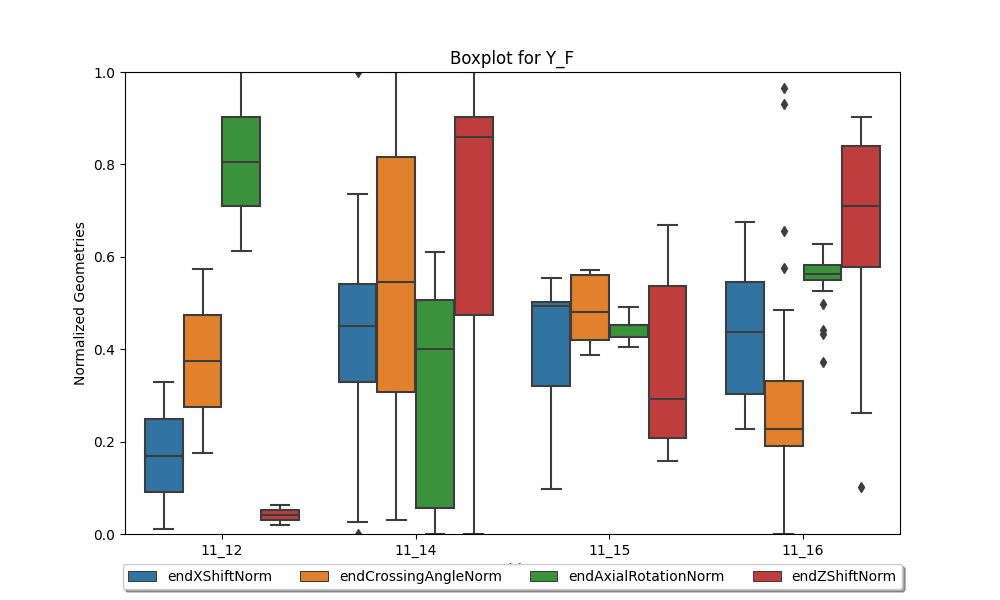 Boxplot for Y_F
Normalized Geometries
1.0
0.8
0.6
0.4
0.2
0.0
11_12 11_14 11_15 11_16
endXShiftNorm endCrossingAngleNorm endAxialRotationNorm endZShiftNorm